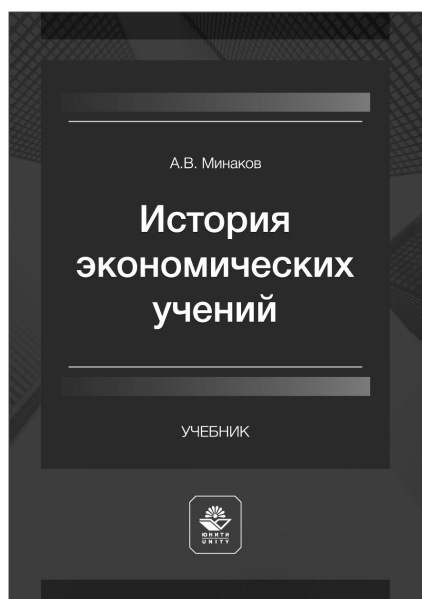 А.В. Минаков
История
экономических
учений
УЧЕБНИК
ЮНИТИ
UNITY